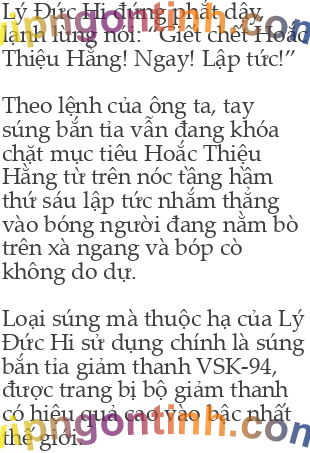 Lý Đức Hi đứng phắt dậy,
lạnh lùng nói: “Giết chết Hoắc
Thiệu Hằng! Ngay! Lập tức!”
Theo lệnh của ông ta, tay
súng bắn tỉa vẫn đang khóa
chặt mục tiêu Hoắc Thiệu
Hằng từ trên nóc tầng hầm
thứ sáu lập tức nhắm thẳng
vào bóng người đang nằm bò
trên xà ngang và bóp cò
không do dự.
Loại súng mà thuộc hạ của Lý
Đức Hi sử dụng chính là súng
bắn tỉa giảm thanh VSK-94,
được trang bị bộ giảm thanh
có hiệu quả cao vào bậc nhất
thế giới.
vipngontinh.com
vipngontinh.com